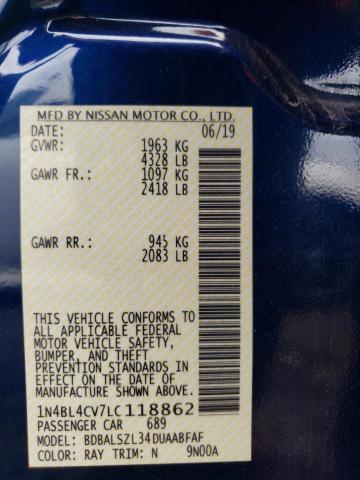 MFD BY NISSAN MOTOR CO., LTD.
DATE: 06/19
GVWR: 1963 KG
4328 LB
GAWR FR.: 1097 KG
2418 LB
GAWR RR.: 945 KG
2083 LB
THIS VEHICLE CONFORMS TO
ALL APPLICABLE FEDERAL
MOTOR VEHICLE SAFETY,
BUMPER, AND THEFT
PREVENTION STANDARDS IN
EFFECT ON THE DATE OF
MANUFACTURE SHOWN ABOVE.
1N4BL4CV7LC118862
PASSENGER CAR 689
MODEL: BDBALSZL34DUAABFAF
COLOR: RAY TRIM: N 9N00A